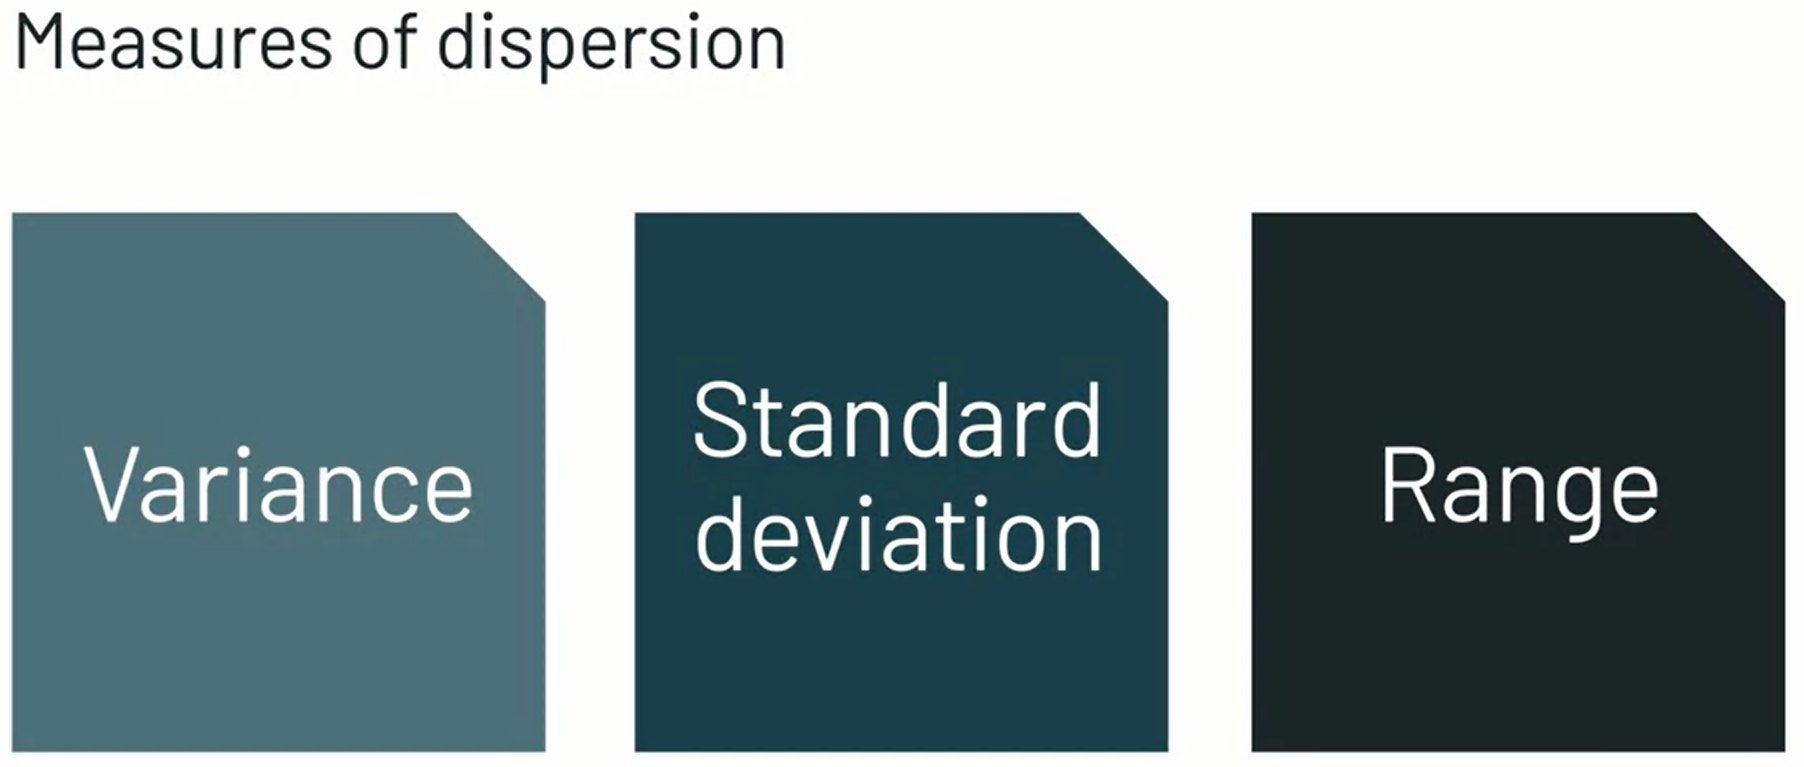 Measures of dispersion
Variance
Standard
deviation
Range